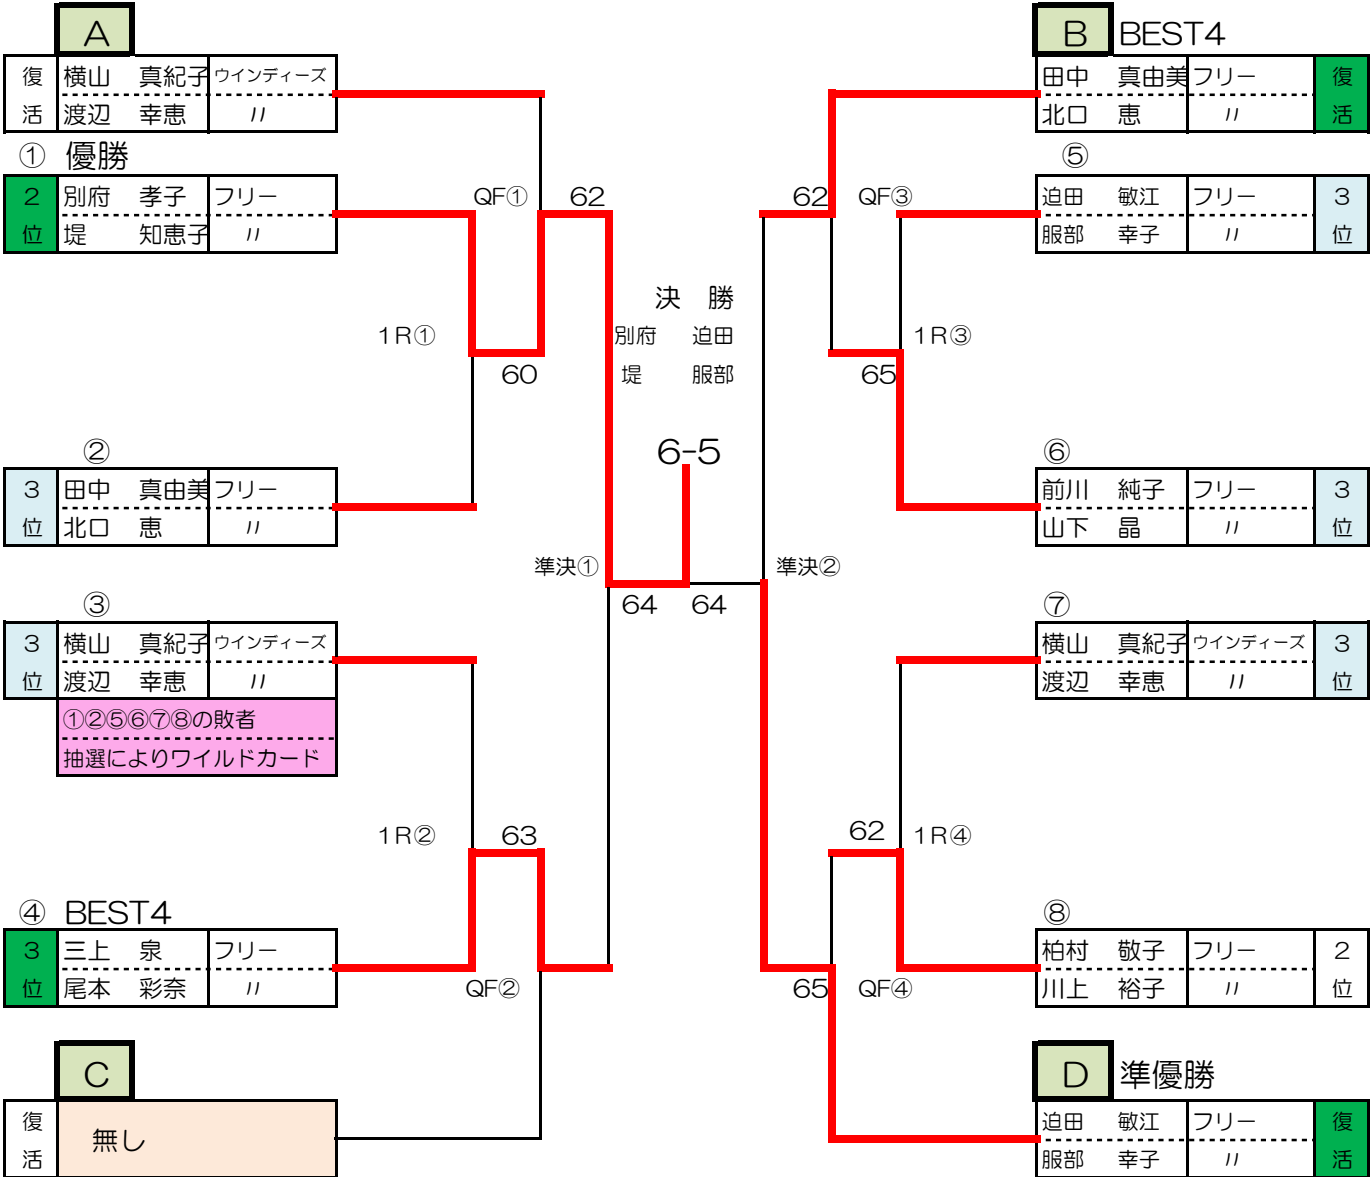 A
復 横山 真紀子 ウインディーズ
活 渡辺 幸恵 〃
① 優勝
2 別府 孝子 フリー
位 堤 知恵子 〃
QF① 62
1R①
60
②
3 田中 真由美 フリー
位 北口 恵 〃
③
3 横山 真紀子 ウインディーズ
位 渡辺 幸恵 〃
①②⑤⑥⑦⑧の敗者
抽選によりワイルドカード
1R② 63
④ BEST4
3 三上 泉 フリー
位 尾本 彩奈 〃
QF②
C
復 無し
活
決 勝
別府 迫田
堤 服部
6-5
準決① 準決②
64 64
B BEST4
田中 真由美 フリー 復
北口 恵 〃 活
⑤
62 QF③
迫田 敏江 フリー 3
服部 幸子 〃 位
1R③
65
⑥
前川 純子 フリー 3
山下 晶 〃 位
⑦
横山 真紀子 ウインディーズ 3
渡辺 幸恵 〃 位
62 1R④
⑧
柏村 敬子 フリー 2
川上 裕子 〃 位
65 QF④
D 準優勝
迫田 敏江 フリー 復
服部 幸子 〃 活